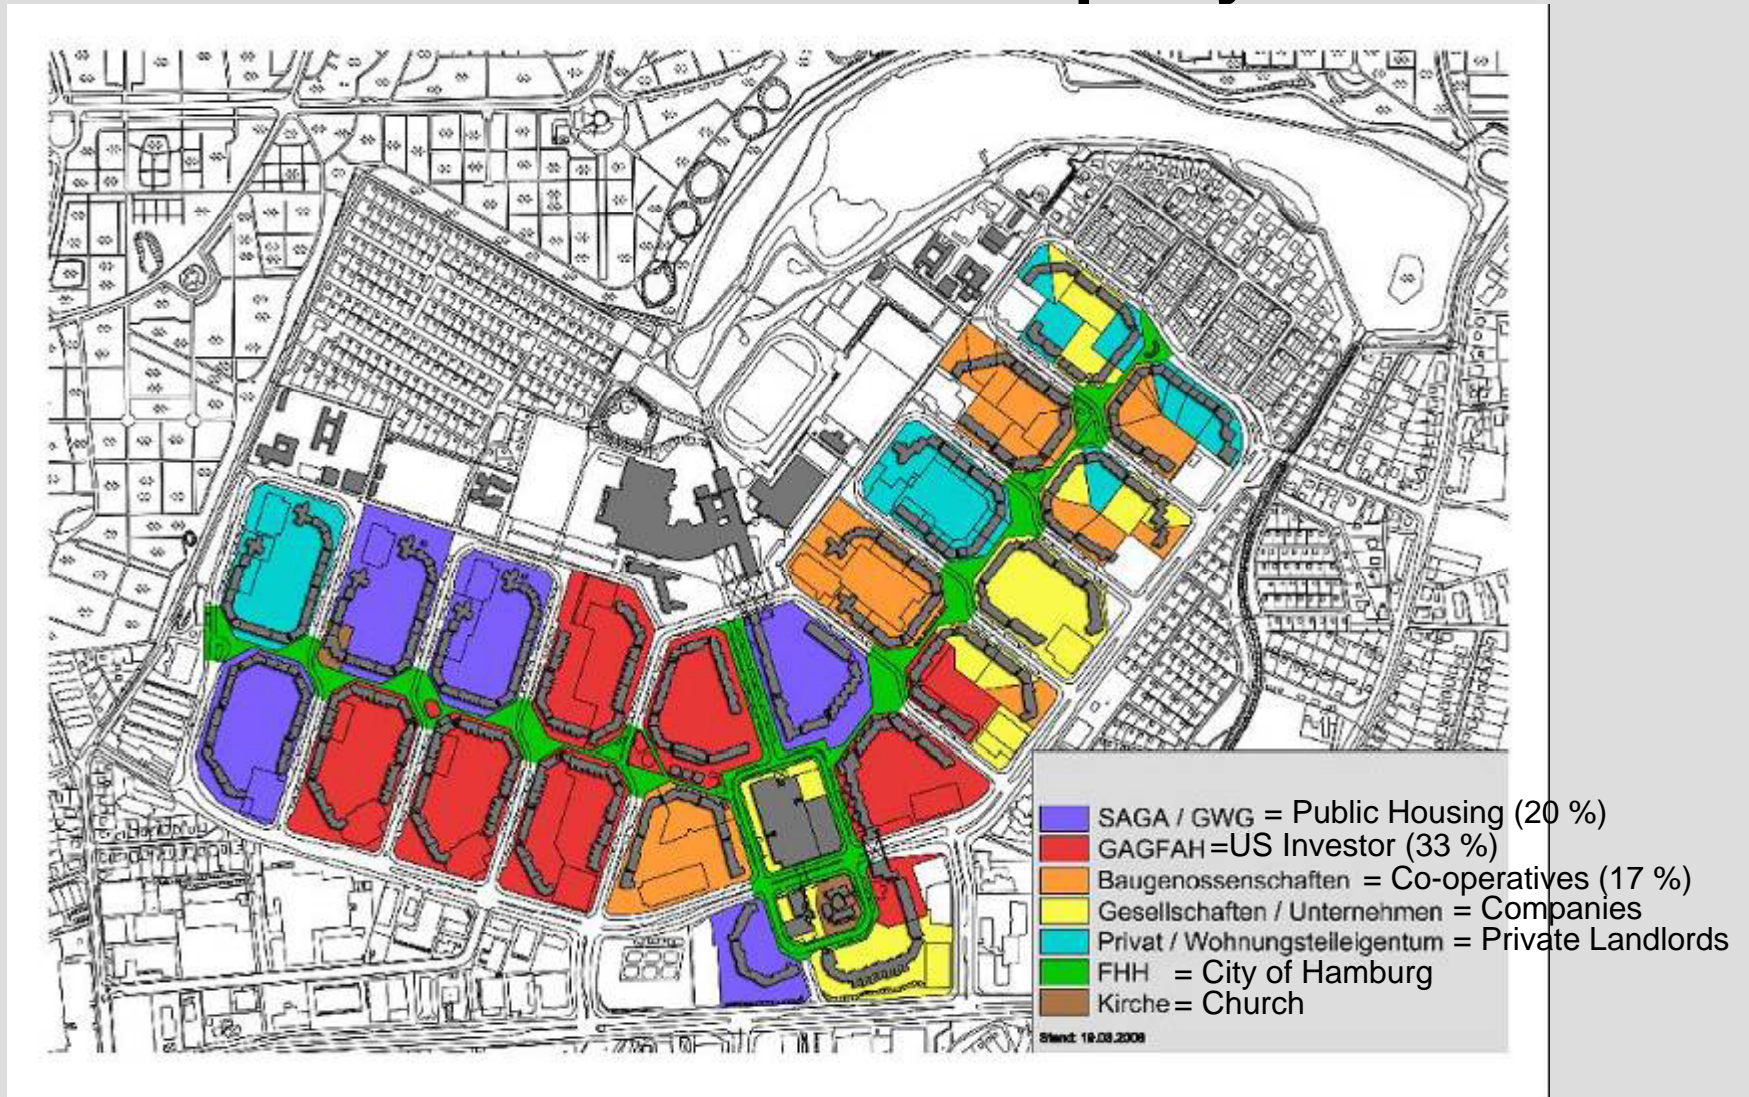 SAGA / GWG = Public Housing (20 %)
GAGFAH =US Investor (33 %)
Baugenossenschaften = Co-operatives (17 %)
Gesellschaften / Unternehmen = Companies
Privat / Wohnungsteileigentum = Private Landlords
FHH = City of Hamburg
Kirche = Church